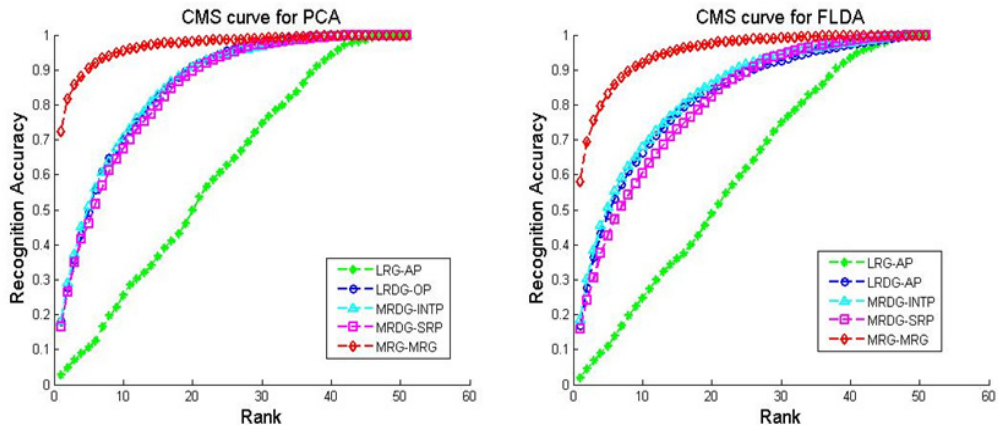 CMS curve for PCA
1
0.9
0.8
0.7
0.6
0.5
0.4
0.3
0.2
0.1
0
Recognition Accuracy
0 10 20 30 40 50 60
Rank
LRG-AP
LRDG-OP
MRDG-INTP
MRDG-SRP
MRG-MRG
CMS curve for FLDA
1
0.9
0.8
0.7
0.6
0.5
0.4
0.3
0.2
0.1
0
Recognition Accuracy
0 10 20 30 40 50 60
Rank
LRG-AP
LRDG-AP
MRDG-INTP
MRDG-SRP
MRG-MRG